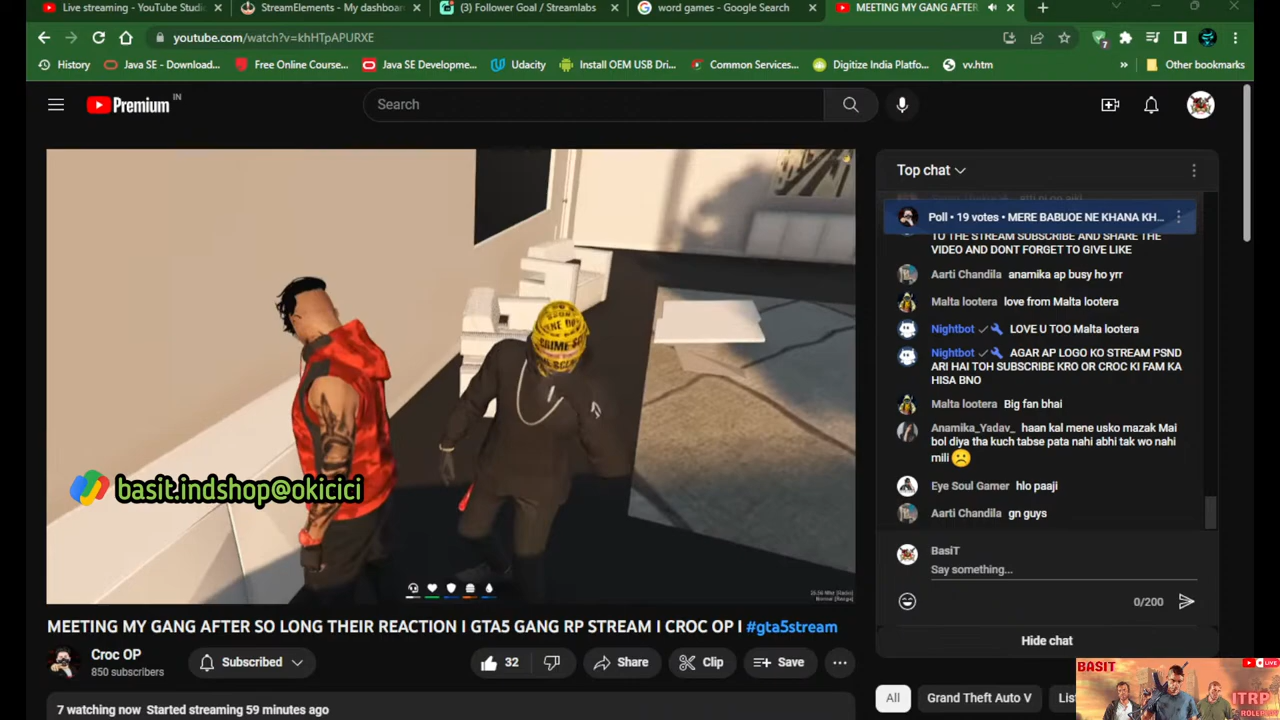 Live streaming - YouTube Studi
StreamElements - My dashboar
(3) Follower Goal / Streamlabs
word games - Google Search
MEETING MY GANG AFTER
youtube.com/watch?v=khHTpAPURXE
7
History
Java SE - Download...
Free Online Course...
Java SE Developme...
Udacity
Install OEM USB Driv...
Common Services...
Digitize India Platfo...
vv.htm
»
Other bookmarks
Premium IN
Search
Top chat
Poll • 19 votes • MERE BABUOE NE KHANA KH...
TO THE STREAM SUBSCRIBE AND SHARE THE
VIDEO AND DONT FORGET TO GIVE LIKE
Aarti Chandila anamika ap busy ho yrr
Malta lootera love from Malta lootera
Nightbot LOVE U TOO Malta lootera
Nightbot AGAR AP LOGO KO STREAM PSND
ARI HAI TOH SUBSCRIBE KRO OR CROC KI FAM KA
HISA BNO
Malta lootera Big fan bhai
Anamika_Yadav_ haan kal mene usko mazak Mai
bol diya tha kuch tabse pata nahi abhi tak wo nahi
mili
Eye Soul Gamer hlo paaji
Aarti Chandila gn guys
BasiT
Say something...
0/200
Hide chat
basit.indshop@okicici
MEETING MY GANG AFTER SO LONG THEIR REACTION I GTA5 GANG RP STREAM I CROC OP I #gta5stream
Croc OP
850 subscribers
Subscribed
32
Share
Clip
Save
7 watching now Started streaming 59 minutes ago
All
Grand Theft Auto V
BASIT
LIVE
ITRP